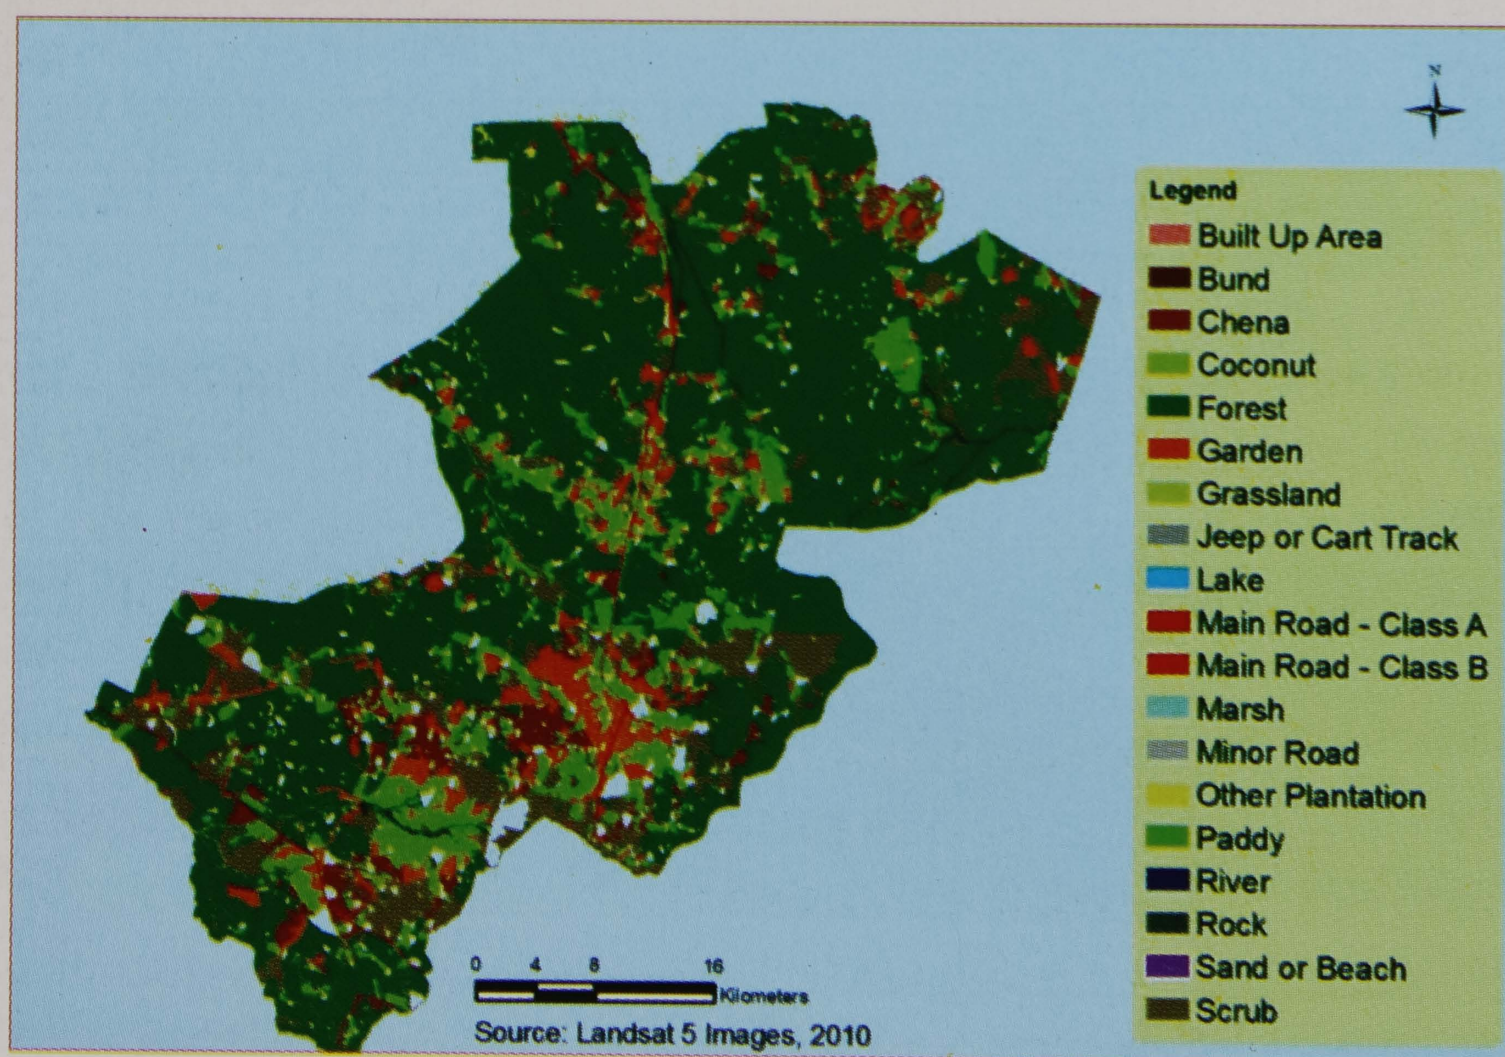 N
Legend
Built Up Area
Bund
Chena
Coconut
Forest
Garden
Grassland
Jeep or Cart Track
Lake
Main Road - Class A
Main Road - Class B
Marsh
Minor Road
Other Plantation
Paddy
River
Rock
Sand or Beach
Scrub
0 4 8 16
Kilometers
Source: Landsat 5 Images, 2010